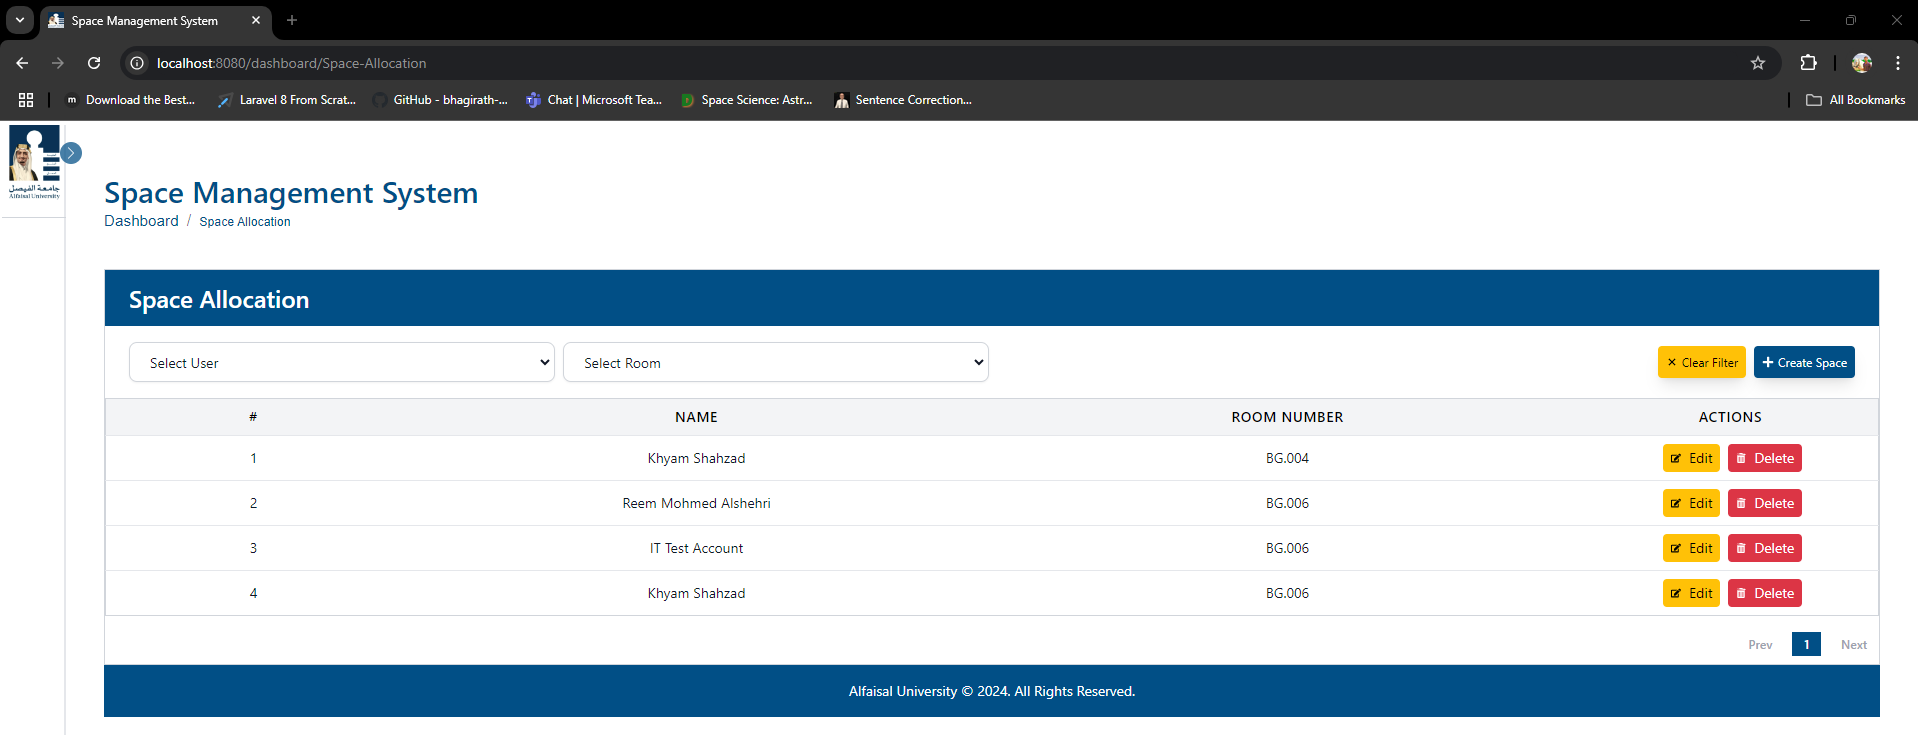 Space Management System
localhost:8080/dashboard/Space-Allocation
m Download the Best... Laravel 8 From Scrat... GitHub - bhagirath-... Chat | Microsoft Tea... Space Science: Astr... Sentence Correction... All Bookmarks
جامعة الفيصل
Alfaisal University
Space Management System
Dashboard / Space Allocation
Space Allocation
Select User Select Room Clear Filter Create Space
# NAME ROOM NUMBER ACTIONS
1 Khyam Shahzad BG.004 Edit Delete
2 Reem Mohmed Alshehri BG.006 Edit Delete
3 IT Test Account BG.006 Edit Delete
4 Khyam Shahzad BG.006 Edit Delete
Prev 1 Next
Alfaisal University © 2024. All Rights Reserved.